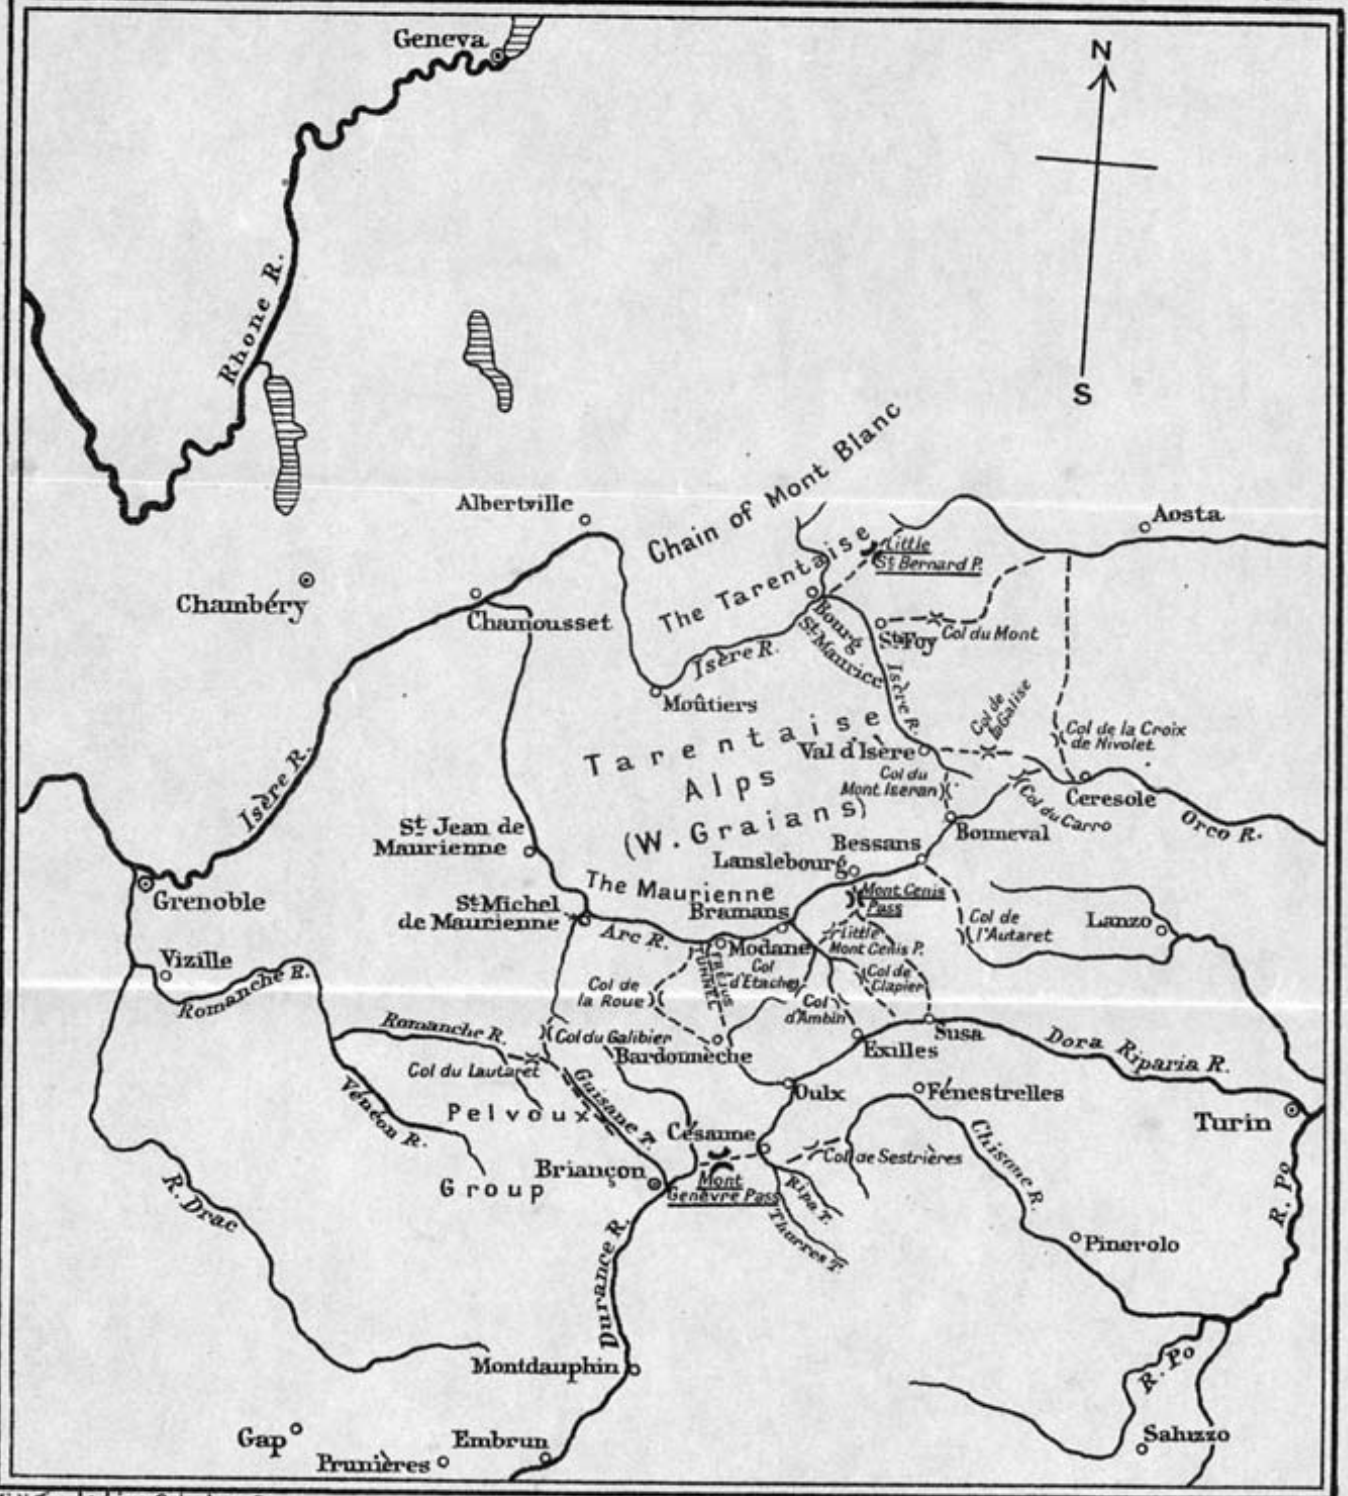 Geneva
N
S
Rhone R.
Chain of Mont Blanc
Albertville
Aosta
The Tarentaise
Little
St Bernard P.
Chambéry
Chamousset
Bourg
St Maurice
Ste Foy
Col du Mont
Isère R.
Moûtiers
Isère R.
Col de
la Galise
Tarentaise
Alps
(W. Graians)
Val d'Isère
Col de la Croix
de Nivolet
Col du
Mont Iseran
Ceresole
Col du Carro
Orco R.
Isère R.
St Jean de
Maurienne
Bonneval
Bessans
Lanslebourg
Grenoble
The Maurienne
Mont Cenis
Pass
St Michel
de Maurienne
Bramans
Arc R.
Modane
Little
Mont Cenis P.
Col de
l'Autaret
Lanzo
Vizille
Romanche R.
FREJUS
TUNNEL
Col
d'Etache
Col de
Clapier
Col de
la Roue
Col
d'Ambin
Romanche R.
Col du Galibier
Bardonnèche
Exilles
Susa
Dora Riparia R.
Col du Lautaret
Guisane T.
Oulx
Fénestrelles
Turin
Vénéon R.
Pelvoux
Césanne
Col de Sestrières
Chisone R.
Group
Briançon
Mont
Genèvre Pass
Ripa T.
Thurres T.
R. Drac
Durance R.
Pinerolo
R. Po
Montdauphin
R. Po
Gap
Prunières
Embrun
Saluzzo